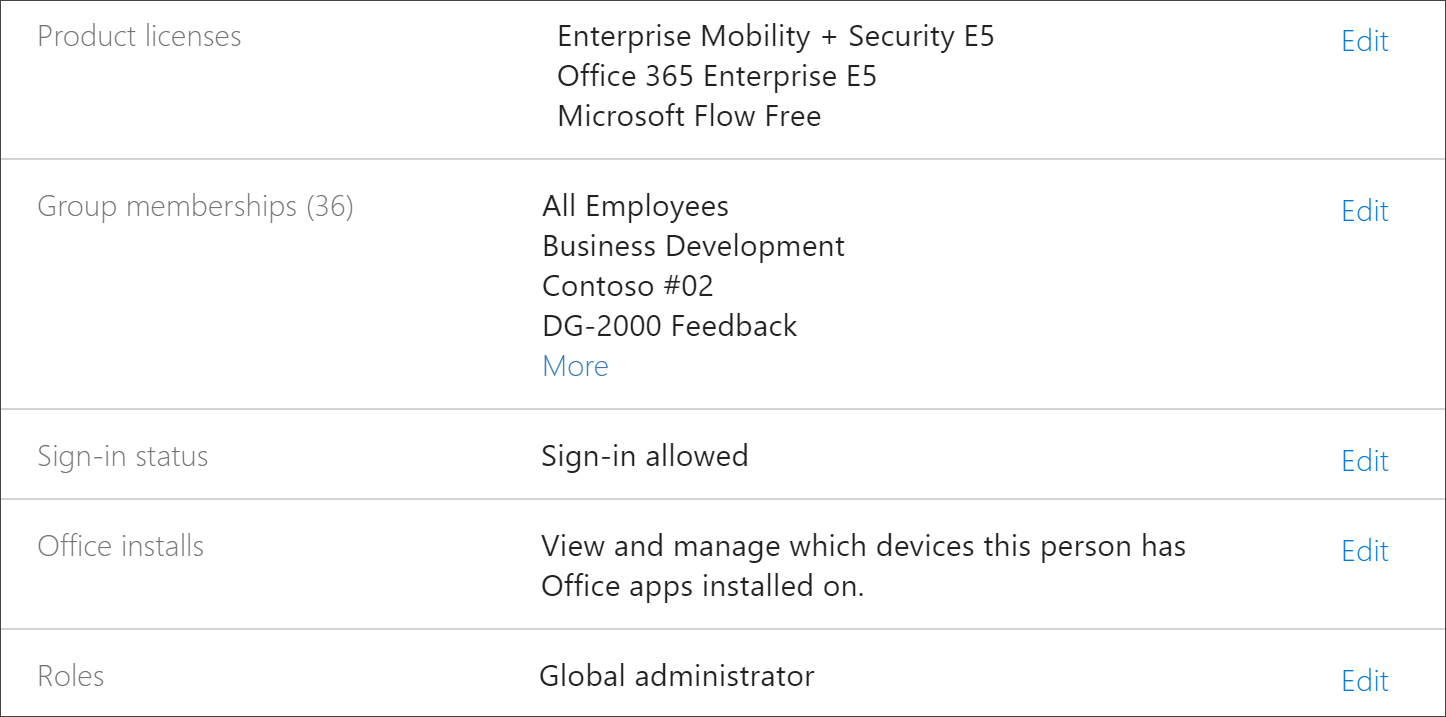 Product licenses
Enterprise Mobility + Security E5
Edit
Office 365 Enterprise E5
Microsoft Flow Free
Group memberships (36)
All Employees
Edit
Business Development
Contoso #02
DG-2000 Feedback
More
Sign-in status
Sign-in allowed
Edit
Office installs
View and manage which devices this person has
Edit
Office apps installed on.
Roles
Global administrator
Edit